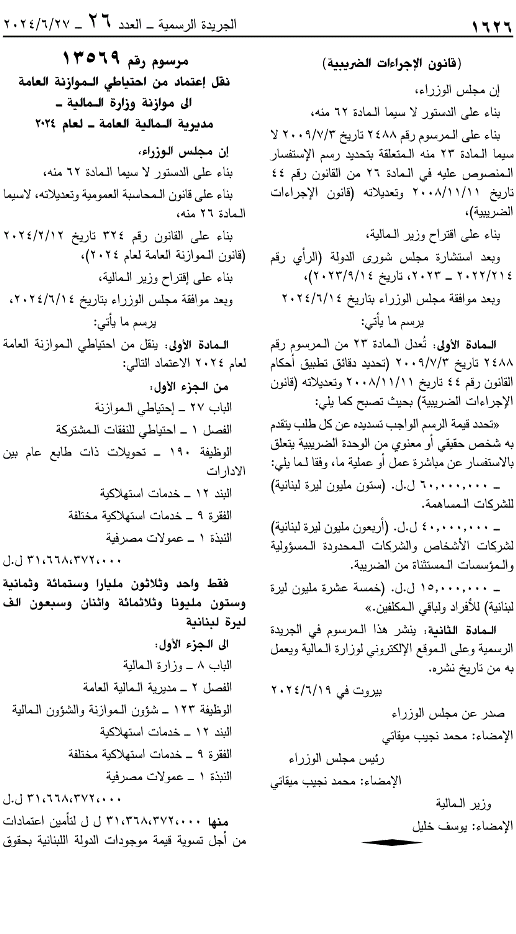 ١٦٢٦
الجريدة الرسمية – العدد ٢٦ – ٢٠٢٤/٦/٢٧
(قانون الإجراءات الضريبية)
إن مجلس الوزراء،
بناء على الدستور لا سيما المادة ٦٢ منه،
بناء على المرسوم رقم ٢٤٨٨ تاريخ ٢٠٠٩/٧/٣ لا
سيما المادة ٢٣ منه المتعلقة بتحديد رسم الإستفسار
المنصوص عليه في المادة ٢٦ من القانون رقم ٤٤
تاريخ ٢٠٠٨/١١/١١ وتعديلاته (قانون الإجراءات
الضريبية)،
بناء على اقتراح وزير المالية،
وبعد استشارة مجلس شورى الدولة (الرأي رقم
٢٠٢٢/٢١٤ – ٢٠٢٣، تاريخ ٢٠٢٣/٩/١٤)،
وبعد موافقة مجلس الوزراء بتاريخ ٢٠٢٤/٦/١٤
يرسم ما يأتي:
المادة الأولى: تُعدل المادة ٢٣ من المرسوم رقم
٢٤٨٨ تاريخ ٢٠٠٩/٧/٣ (تحديد دقائق تطبيق أحكام
القانون رقم ٤٤ تاريخ ٢٠٠٨/١١/١١ وتعديلاته (قانون
الإجراءات الضريبية) بحيث تصبح كما يلي:
«تحدد قيمة الرسم الواجب تسديده عن كل طلب يتقدم
به شخص حقيقي أو معنوي من الوحدة الضريبية يتعلق
بالاستفسار عن مباشرة عمل أو عملية ما، وفقا لما يلي:
– ٦٠,٠٠٠,٠٠٠ ل.ل. (ستون مليون ليرة لبنانية)
للشركات المساهمة.
– ٤٠,٠٠٠,٠٠٠ ل.ل. (أربعون مليون ليرة لبنانية)
لشركات الأشخاص والشركات المحدودة المسؤولية
والمؤسسات المستثناة من الضريبة.
– ١٥,٠٠٠,٠٠٠ ل.ل. (خمسة عشرة مليون ليرة
لبنانية) للأفراد ولباقي المكلفين.»
المادة الثانية: ينشر هذا المرسوم في الجريدة
الرسمية وعلى الموقع الإلكتروني لوزارة المالية ويعمل
به من تاريخ نشره.
بيروت في ٢٠٢٤/٦/١٩
صدر عن مجلس الوزراء
الإمضاء: محمد نجيب ميقاتي
رئيس مجلس الوزراء
الإمضاء: محمد نجيب ميقاتي
وزير المالية
الإمضاء: يوسف خليل
مرسوم رقم ١٣٥٦٩
نقل إعتماد من احتياطي الموازنة العامة
الى موازنة وزارة المالية –
مديرية المالية العامة – لعام ٢٠٢٤
إن مجلس الوزراء،
بناء على الدستور لا سيما المادة ٦٢ منه،
بناء على قانون المحاسبة العمومية وتعديلاته، لاسيما
المادة ٢٦ منه،
بناء على القانون رقم ٣٢٤ تاريخ ٢٠٢٤/٢/١٢
(قانون الموازنة العامة لعام ٢٠٢٤)،
بناء على إقتراح وزير المالية،
وبعد موافقة مجلس الوزراء بتاريخ ٢٠٢٤/٦/١٤،
يرسم ما يأتي:
المادة الأولى: ينقل من احتياطي الموازنة العامة
لعام ٢٠٢٤ الاعتماد التالي:
من الجزء الأول:
الباب ٢٧ – إحتياطي الموازنة
الفصل ١ – احتياطي للنفقات المشتركة
الوظيفة ١٩٠ – تحويلات ذات طابع عام بين
الادارات
البند ١٢ – خدمات استهلاكية
الفقرة ٩ – خدمات استهلاكية مختلفة
النبذة ١ – عمولات مصرفية
٣١,٦٦٨,٣٧٢,٠٠٠ ل.ل
فقط واحد وثلاثون مليارا وستمائة وثمانية
وستون مليونا وثلاثمائة واثنان وسبعون الف
ليرة لبنانية
الى الجزء الأول:
الباب ٨ – وزارة المالية
الفصل ٢ – مديرية المالية العامة
الوظيفة ١٢٣ – شؤون الموازنة والشؤون المالية
البند ١٢ – خدمات استهلاكية
الفقرة ٩ – خدمات استهلاكية مختلفة
النبذة ١ – عمولات مصرفية
٣١,٦٦٨,٣٧٢,٠٠٠ ل.ل
منها ٣١,٣٦٨,٣٧٢,٠٠٠ ل ل لتأمين اعتمادات
من أجل تسوية قيمة موجودات الدولة اللبنانية بحقوق